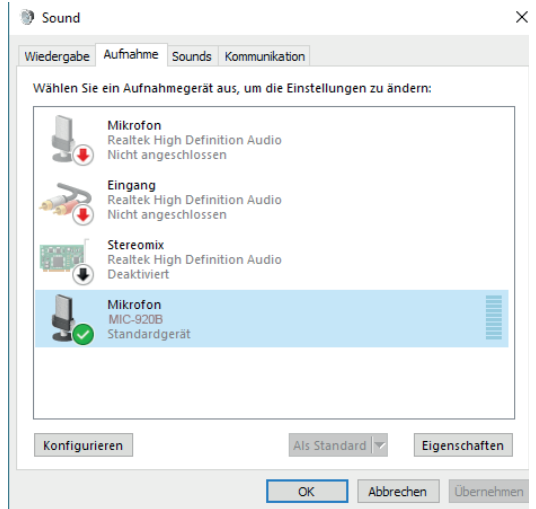 Sound
Wiedergabe Aufnahme Sounds Kommunikation
Wählen Sie ein Aufnahmegerät aus, um die Einstellungen zu ändern:
Mikrofon
Realtek High Definition Audio
Nicht angeschlossen
Eingang
Realtek High Definition Audio
Nicht angeschlossen
Stereomix
Realtek High Definition Audio
Deaktiviert
Mikrofon
MIC-920B
Standardgerät
Konfigurieren Als Standard Eigenschaften
OK Abbrechen Übernehmen